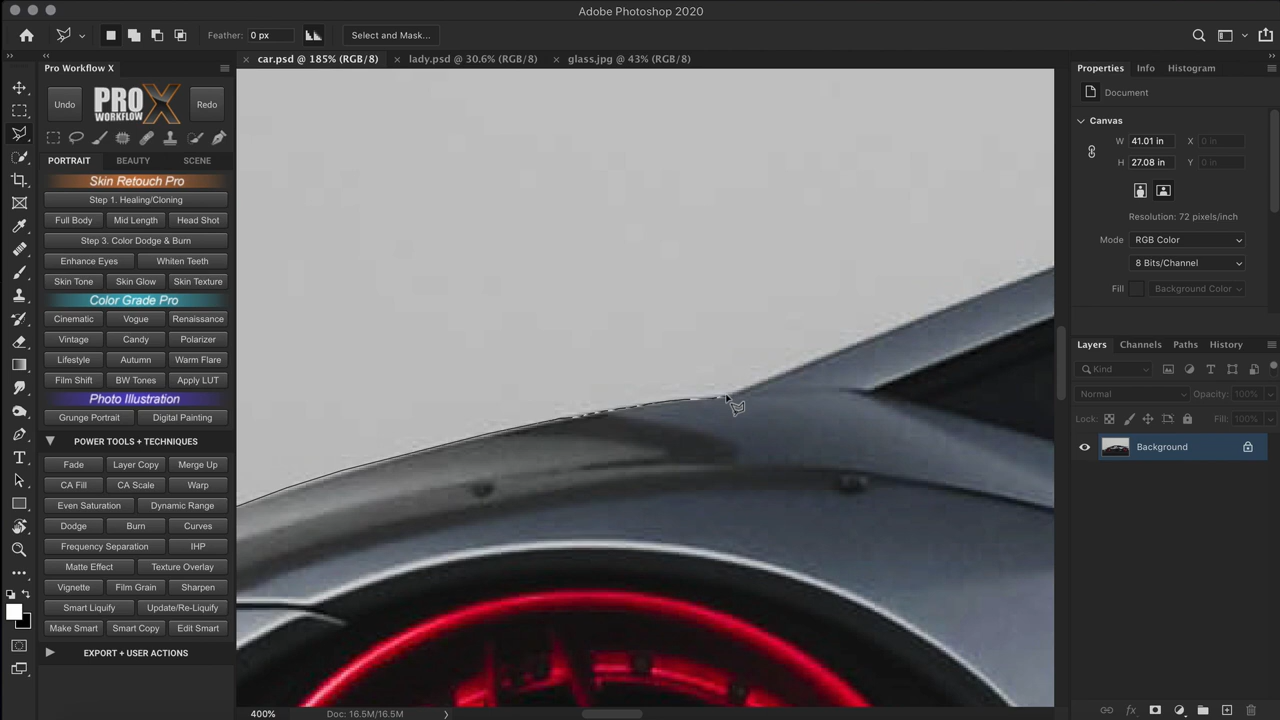 Adobe Photoshop 2020
Feather: 0 px
Select and Mask...
car.psd @ 185% (RGB/8)
lady.psd @ 30.6% (RGB/8)
glass.jpg @ 43% (RGB/8)
Pro Workflow X
Undo
PRO WORKFLOW X
Redo
PORTRAIT BEAUTY SCENE
Skin Retouch Pro
Step 1. Healing/Cloning
Full Body Mid Length Head Shot
Step 3. Color Dodge & Burn
Enhance Eyes Whiten Teeth
Skin Tone Skin Glow Skin Texture
Color Grade Pro
Cinematic Vogue Renaissance
Vintage Candy Polarizer
Lifestyle Autumn Warm Flare
Film Shift BW Tones Apply LUT
Photo Illustration
Grunge Portrait Digital Painting
POWER TOOLS + TECHNIQUES
Fade Layer Copy Merge Up
CA Fill CA Scale Warp
Even Saturation Dynamic Range
Dodge Burn Curves
Frequency Separation IHP
Matte Effect Texture Overlay
Vignette Film Grain Sharpen
Smart Liquify Update/Re-Liquify
Make Smart Smart Copy Edit Smart
EXPORT + USER ACTIONS
400% Doc: 16.5M/16.5M
Properties Info Histogram
Document
Canvas
W 41.01 in X 0 in
H 27.08 in Y 0 in
Resolution: 72 pixels/inch
Mode RGB Color
8 Bits/Channel
Fill Background Color
Layers Channels Paths History
Kind
Normal Opacity: 100%
Lock: Fill: 100%
Background
fx